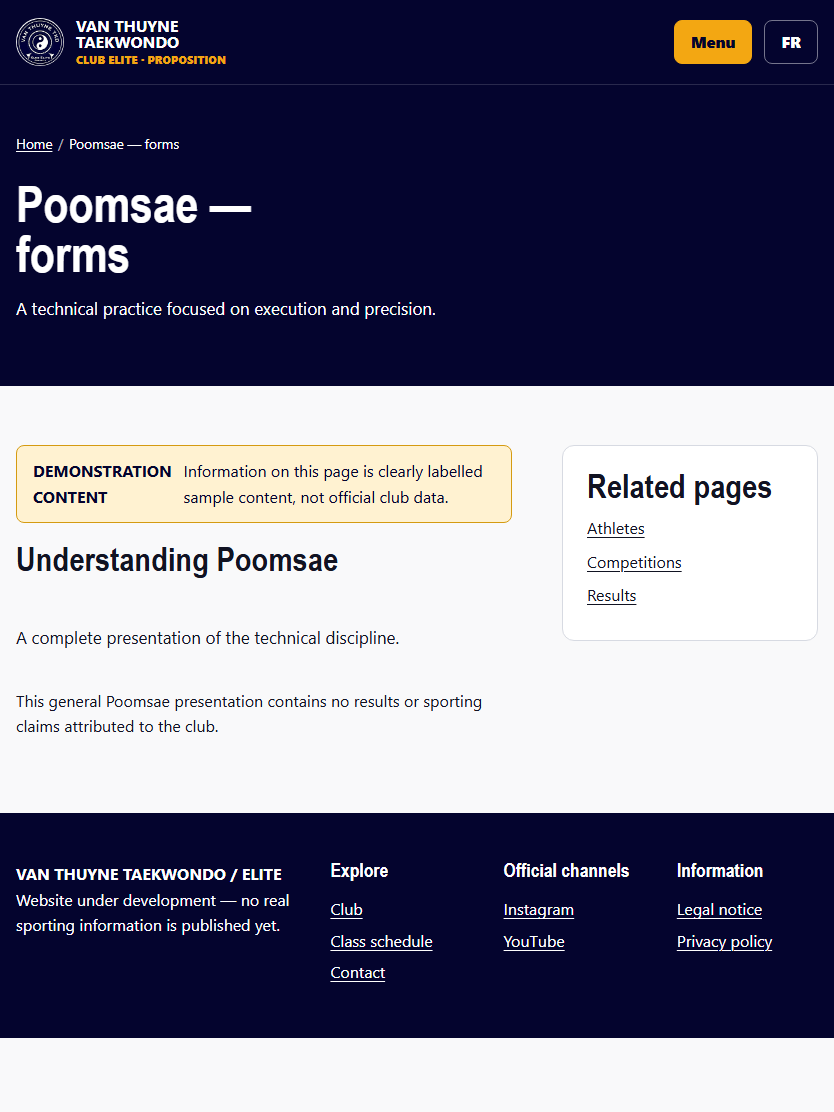 VAN THUYNE
TAEKWONDO
CLUB ELITE · PROPOSITION
Menu
FR
Home / Poomsae — forms
Poomsae —
forms
A technical practice focused on execution and precision.
DEMONSTRATION
CONTENT
Information on this page is clearly labelled
sample content, not official club data.
Understanding Poomsae
A complete presentation of the technical discipline.
This general Poomsae presentation contains no results or sporting
claims attributed to the club.
Related pages
Athletes
Competitions
Results
VAN THUYNE TAEKWONDO / ELITE
Website under development — no real
sporting information is published yet.
Explore
Club
Class schedule
Contact
Official channels
Instagram
YouTube
Information
Legal notice
Privacy policy